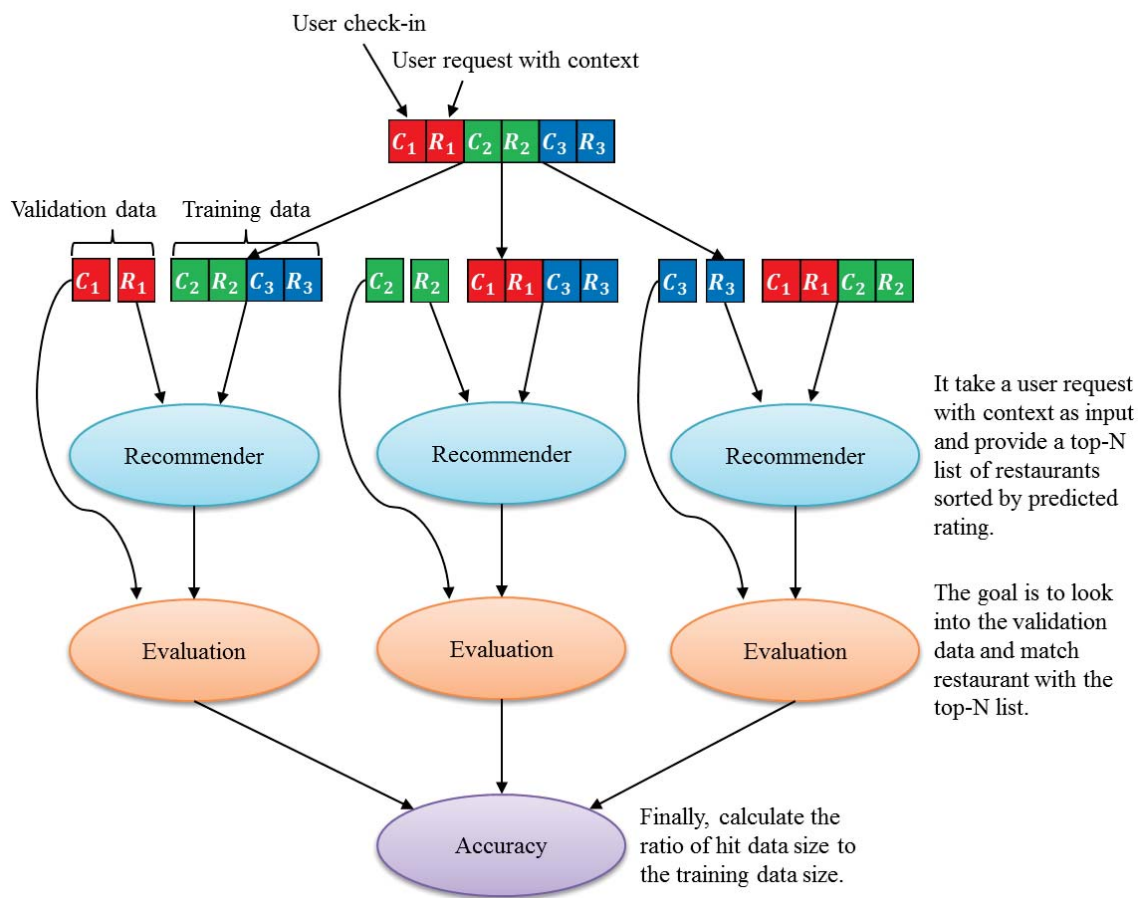 User check-in
User request with context
C₁ R₁ C₂ R₂ C₃ R₃
Validation data Training data
C₁ R₁ C₂ R₂ C₃ R₃ C₂ R₂ C₁ R₁ C₃ R₃ C₃ R₃ C₁ R₁ C₂ R₂
Recommender Recommender Recommender
It take a user request
with context as input
and provide a top-N
list of restaurants
sorted by predicted
rating.
Evaluation Evaluation Evaluation
The goal is to look
into the validation
data and match
restaurant with the
top-N list.
Accuracy
Finally, calculate the
ratio of hit data size to
the training data size.